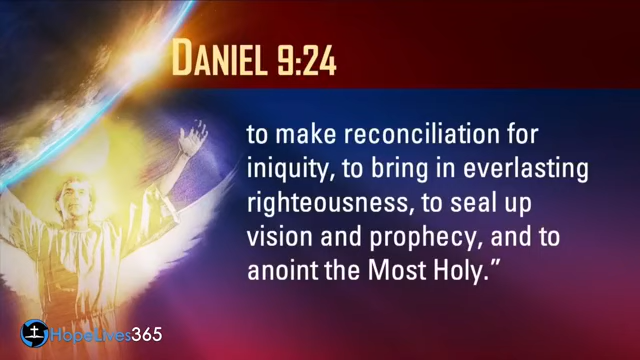 DANIEL 9:24
to make reconciliation for
iniquity, to bring in everlasting
righteousness, to seal up
vision and prophecy, and to
anoint the Most Holy.”
HopeLives365